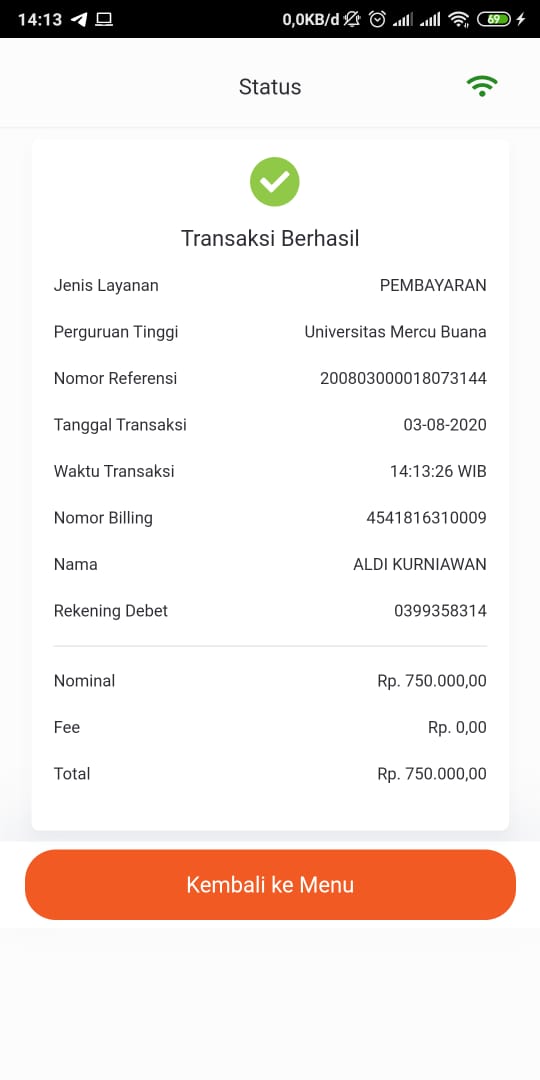 14:13 0,0KB/d 69
Status
Transaksi Berhasil
Jenis Layanan PEMBAYARAN
Perguruan Tinggi Universitas Mercu Buana
Nomor Referensi 200803000018073144
Tanggal Transaksi 03-08-2020
Waktu Transaksi 14:13:26 WIB
Nomor Billing 4541816310009
Nama ALDI KURNIAWAN
Rekening Debet 0399358314
Nominal Rp. 750.000,00
Fee Rp. 0,00
Total Rp. 750.000,00
Kembali ke Menu